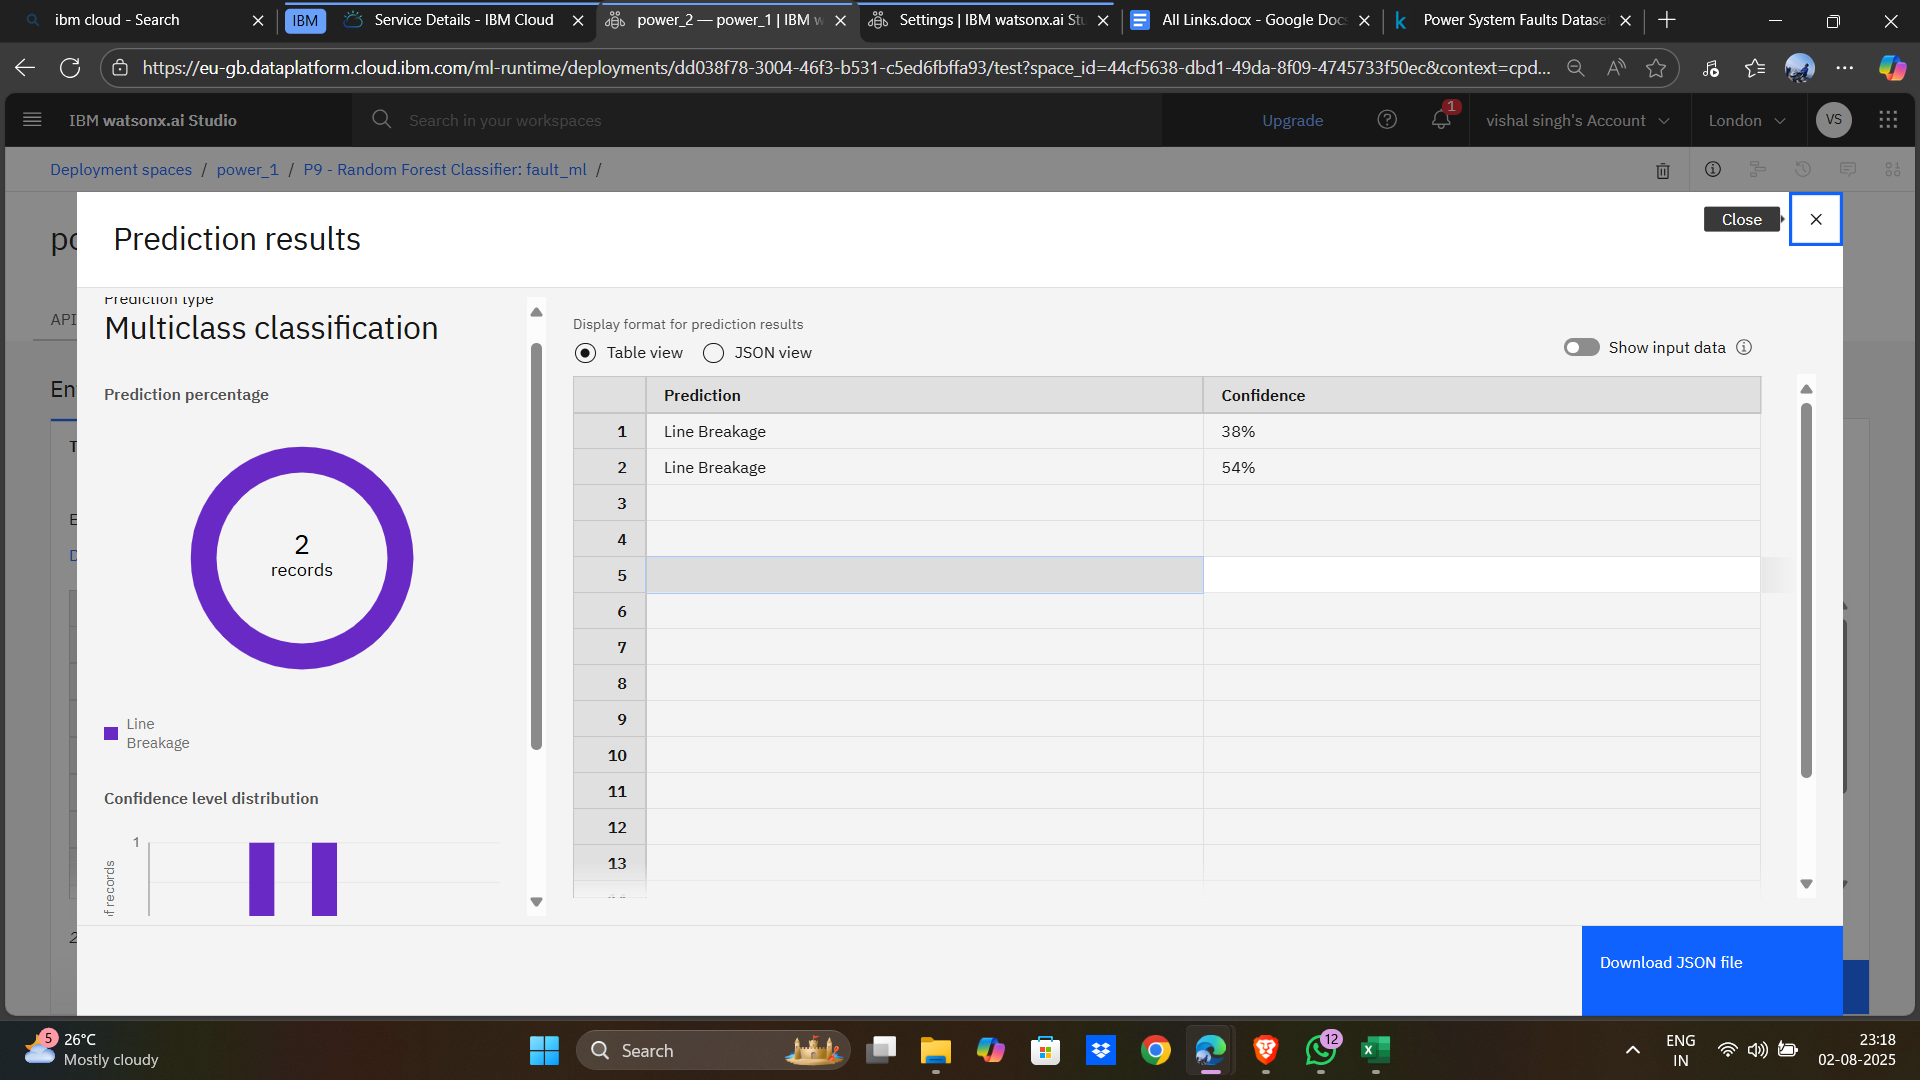 ibm cloud - Search
IBM
Service Details - IBM Cloud
power_2 — power_1 | IBM w
Settings | IBM watsonx.ai Stu
All Links.docx - Google Docs
Power System Faults Datase
https://eu-gb.dataplatform.cloud.ibm.com/ml-runtime/deployments/dd038f78-3004-46f3-b531-c5ed6fbffa93/test?space_id=44cf5638-dbd1-49da-8f09-4745733f50ec&context=cpd...
IBM watsonx.ai Studio
Search in your workspaces
Upgrade
1
vishal singh's Account
London
VS
Deployment spaces / power_1 / P9 - Random Forest Classifier: fault_ml /
po
Prediction results
Close
API
Prediction type
Multiclass classification
Display format for prediction results
Table view
JSON view
Show input data
En
Prediction percentage
Prediction Confidence
1 Line Breakage 38%
2 Line Breakage 54%
3
4
5
6
7
8
9
10
11
12
13
2
records
Line
Breakage
Confidence level distribution
1
of records
Download JSON file
5
26°C
Mostly cloudy
Search
12
ENG
IN
23:18
02-08-2025